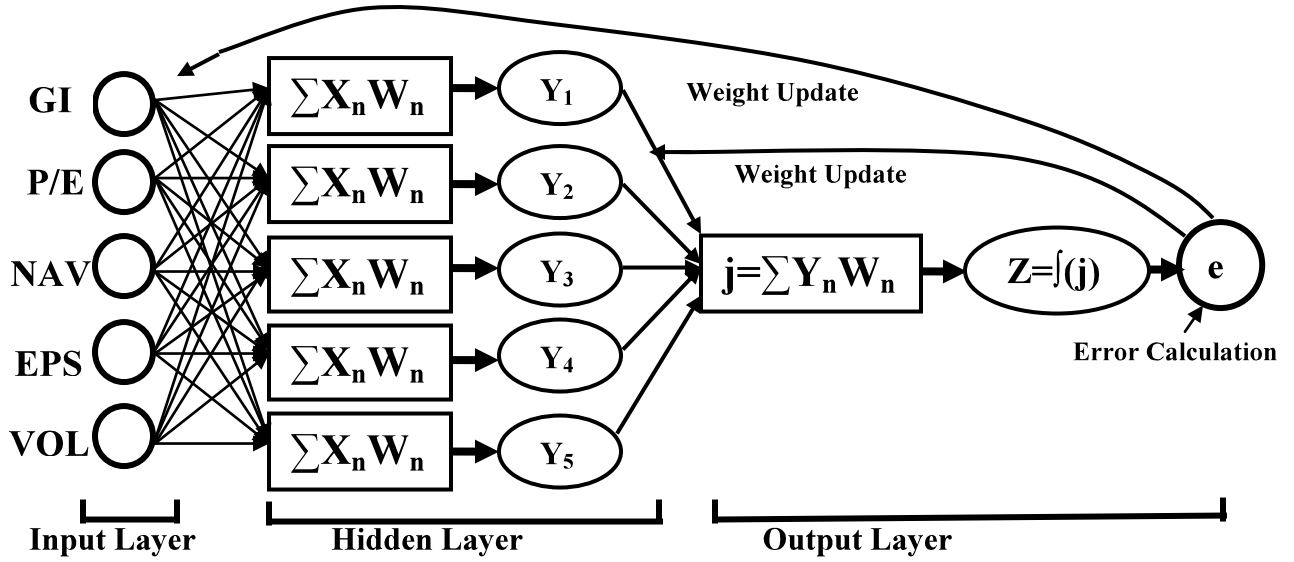 GI
P/E
NAV
EPS
VOL
∑XₙWₙ
∑XₙWₙ
∑XₙWₙ
∑XₙWₙ
∑XₙWₙ
Y₁
Y₂
Y₃
Y₄
Y₅
Weight Update
Weight Update
j=∑YₙWₙ
Z=∫(j)
e
Error Calculation
Input Layer
Hidden Layer
Output Layer